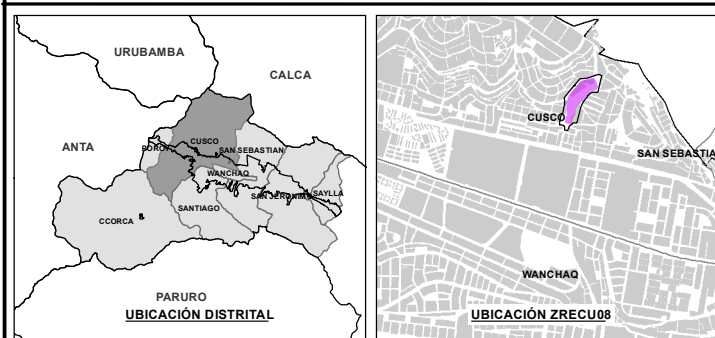 URUBAMBA
CALCA
ANTA
POROY
CUSCO
SAN SEBASTIAN
WANCHAQ
SAN JERONIMO
SAYLLA
SANTIAGO
CCORCA
PARURO
UBICACIÓN DISTRITAL
CUSCO
SAN SEBASTIA
WANCHAQ
UBICACIÓN ZRECU08